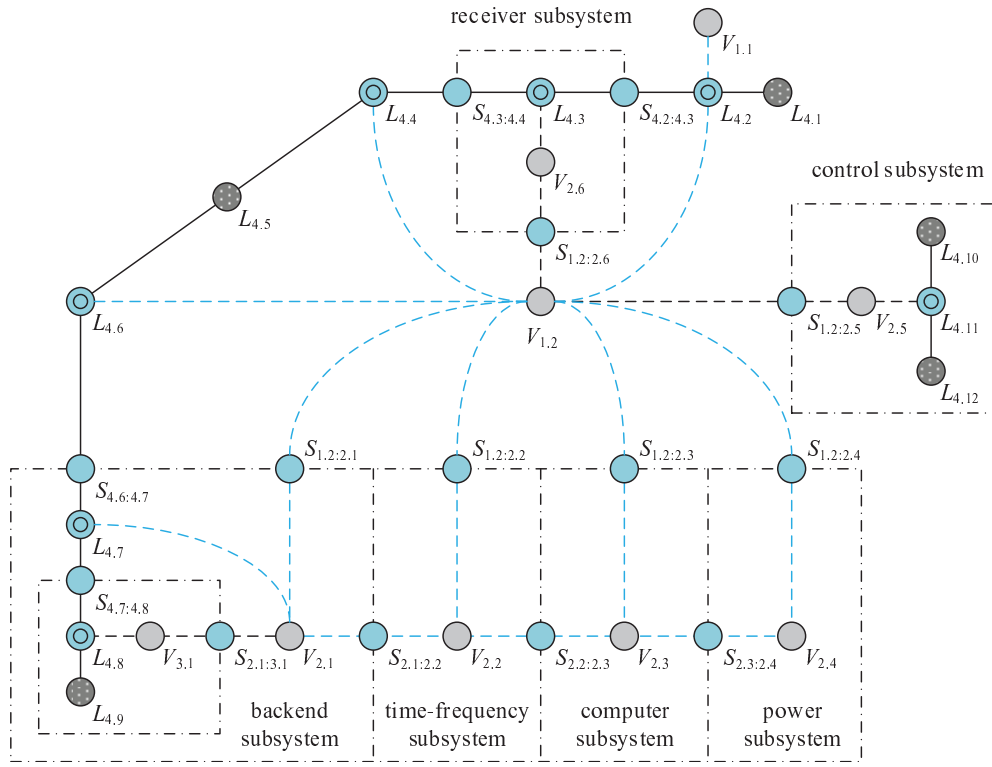 receiver subsystem
V1.1
L4.4
S4.3:4.4
L4.3
S4.2:4.3
L4.2
L4.1
V2.6
control subsystem
L4.5
S1.2:2.6
L4,10
L4.6
V1.2
S1.2:2.5
V2.5
L4.11
L4,12
S1.2:2.1
S1.2:2.2
S1.2:2.3
S1.2:2.4
S4.6:4.7
L4.7
S4.7:4.8
L4.8
V3.1
S2.1:3.1
V2.1
S2.1:2.2
V2.2
S2.2:2.3
V2.3
S2.3:2.4
V2.4
L4.9
backend
subsystem
time-frequency
subsystem
computer
subsystem
power
subsystem